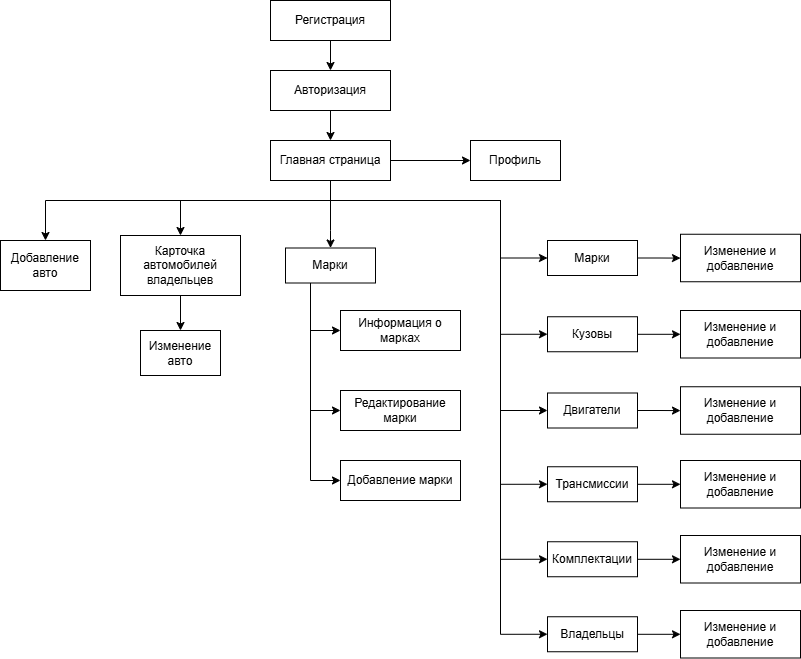 Регистрация
Авторизация
Главная страница
Профиль
Добавление
авто
Карточка
автомобилей
владельцев
Изменение
авто
Марки
Информация о
марках
Редактирование
марки
Добавление марки
Марки
Изменение и
добавление
Кузовы
Изменение и
добавление
Двигатели
Изменение и
добавление
Трансмиссии
Изменение и
добавление
Комплектации
Изменение и
добавление
Владельцы
Изменение и
добавление